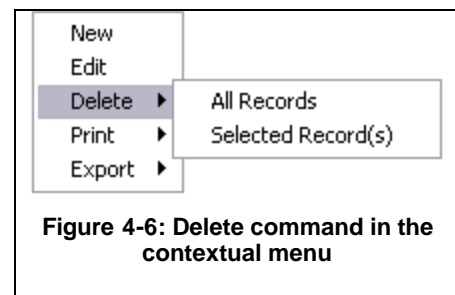 New
Edit
Delete
All Records
Print
Selected Record(s)
Export
Figure 4-6: Delete command in the
contextual menu